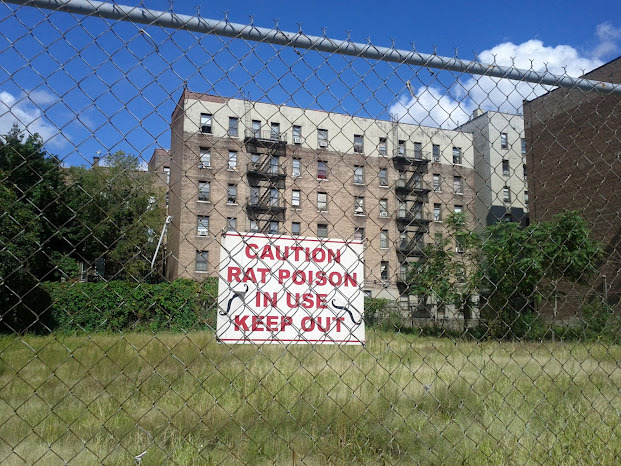 CAUTION
RAT POISON
IN USE
KEEP OUT